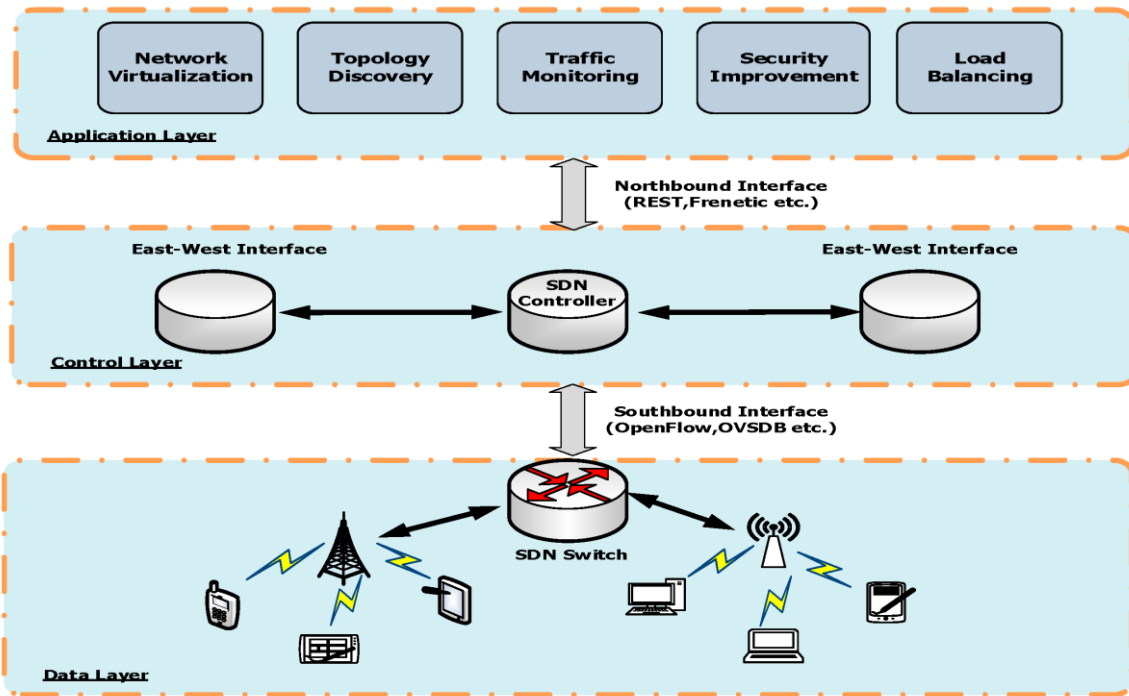 Network
Virtualization
Topology
Discovery
Traffic
Monitoring
Security
Improvement
Load
Balancing
Application Layer
Northbound Interface
(REST,Frenetic etc.)
East-West Interface
East-West Interface
SDN
Controller
Control Layer
Southbound Interface
(OpenFlow,OVSDB etc.)
SDN Switch
Data Layer